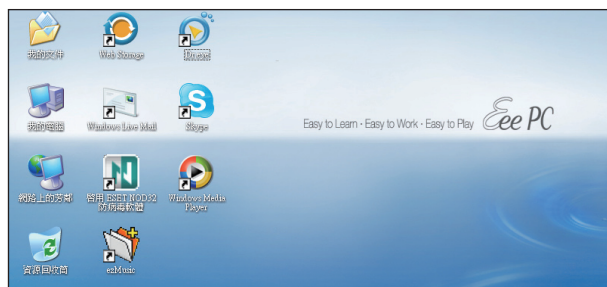 我的文件
Web Storage
Dr.eye
我的電腦
Windows Live Mail
Skype
Easy to Learn · Easy to Work · Easy to Play
Eee PC
網路上的芳鄰
啟用 ESET NOD32
防病毒軟體
Windows Media
Player
資源回收筒
ezMusic